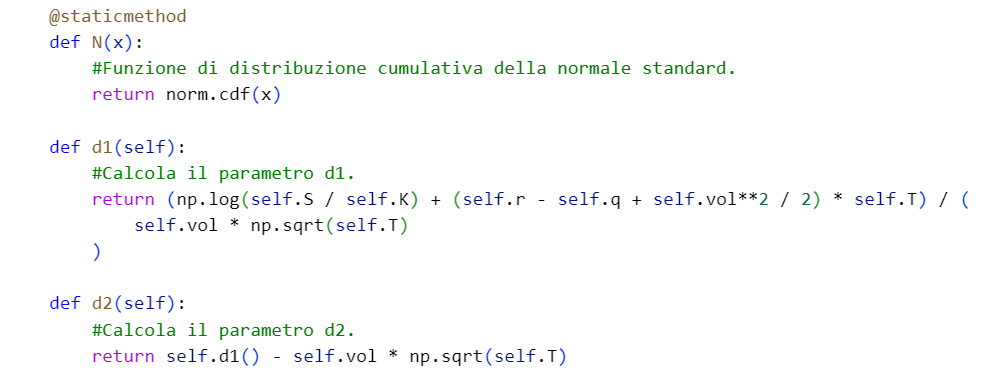 @staticmethod
def N(x):
    #Funzione di distribuzione cumulativa della normale standard.
    return norm.cdf(x)

def d1(self):
    #Calcola il parametro d1.
    return (np.log(self.S / self.K) + (self.r - self.q + self.vol**2 / 2) * self.T) / (
        self.vol * np.sqrt(self.T)
    )

def d2(self):
    #Calcola il parametro d2.
    return self.d1() - self.vol * np.sqrt(self.T)